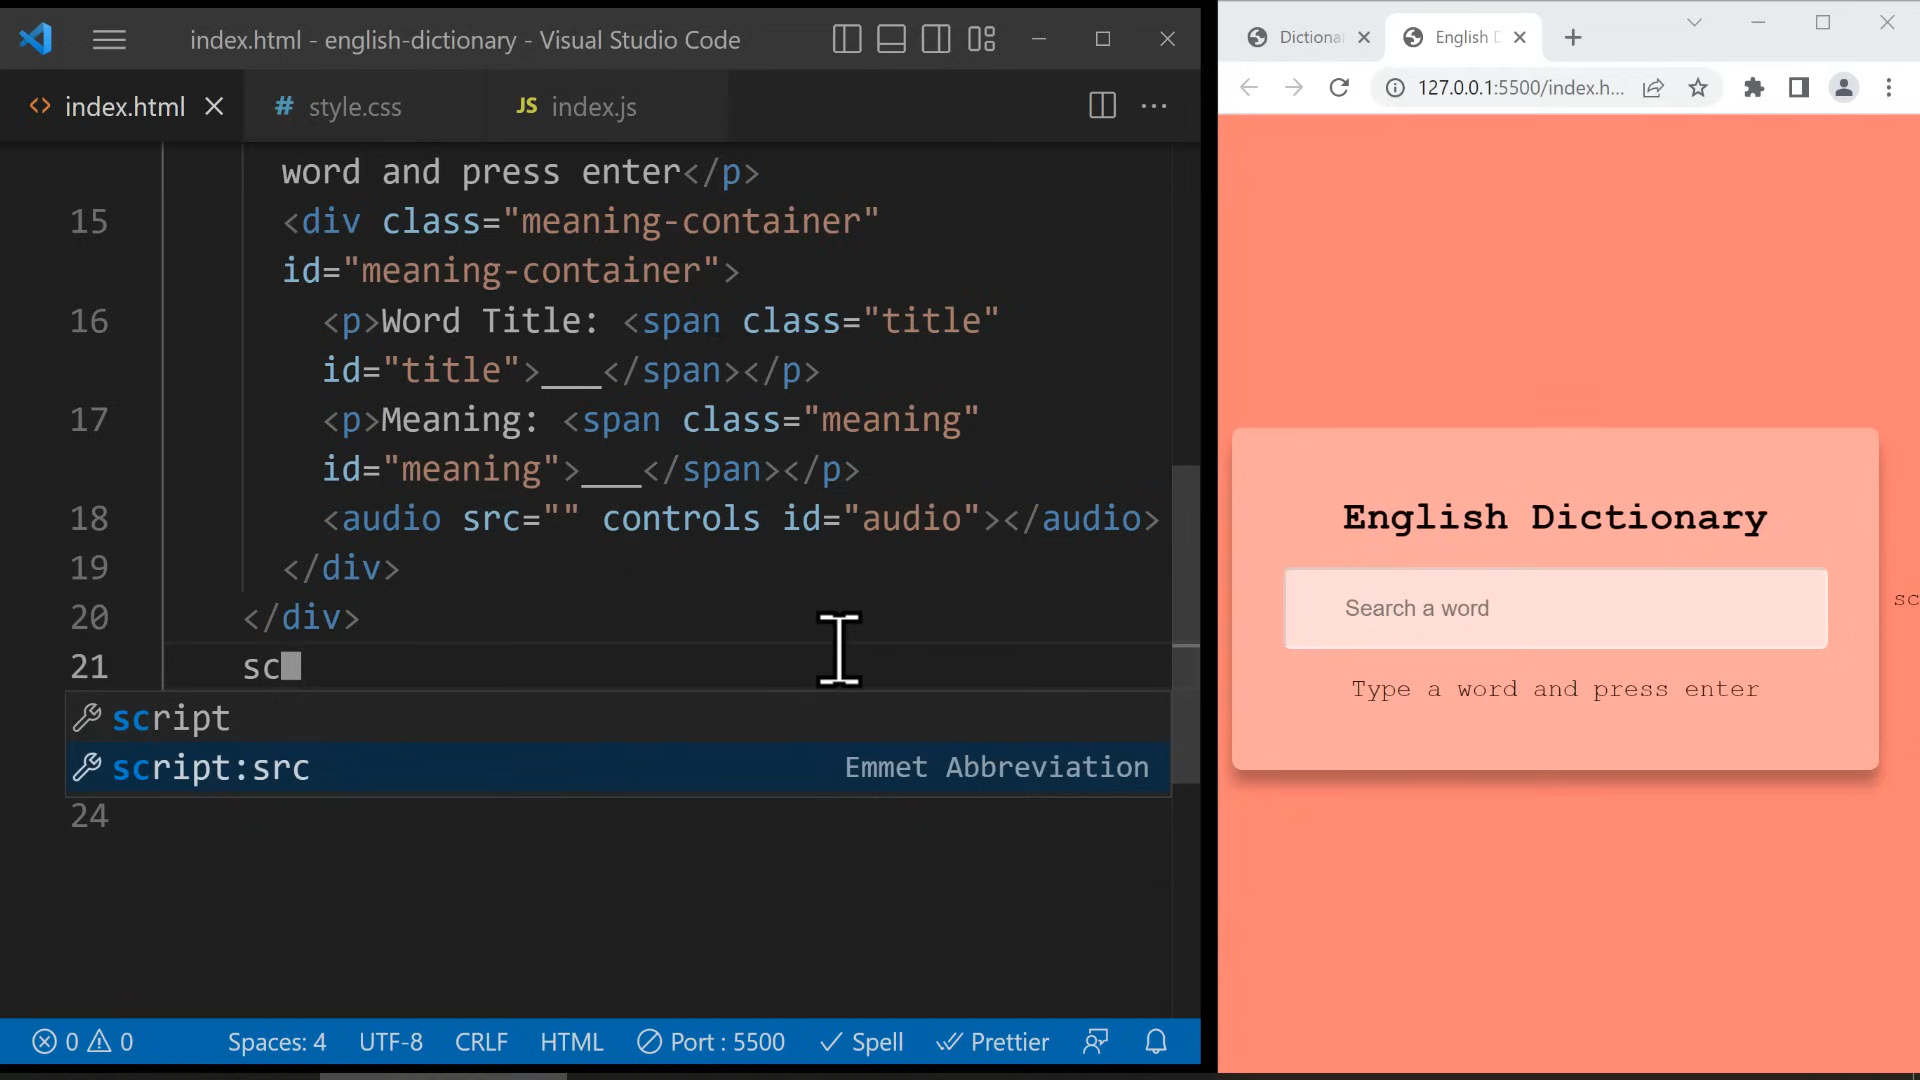 index.html - english-dictionary - Visual Studio Code
index.html
# style.css
JS index.js
word and press enter</p>
15 <div class="meaning-container"
id="meaning-container">
16 <p>Word Title: <span class="title"
id="title">___</span></p>
17 <p>Meaning: <span class="meaning"
id="meaning">___</span></p>
18 <audio src="" controls id="audio"></audio>
19 </div>
20 </div>
21 sc
script
script:src Emmet Abbreviation
24
0 0 Spaces: 4 UTF-8 CRLF HTML Port : 5500 Spell Prettier
Dictiona
English D
127.0.0.1:5500/index.h...
English Dictionary
Search a word
Type a word and press enter
sc